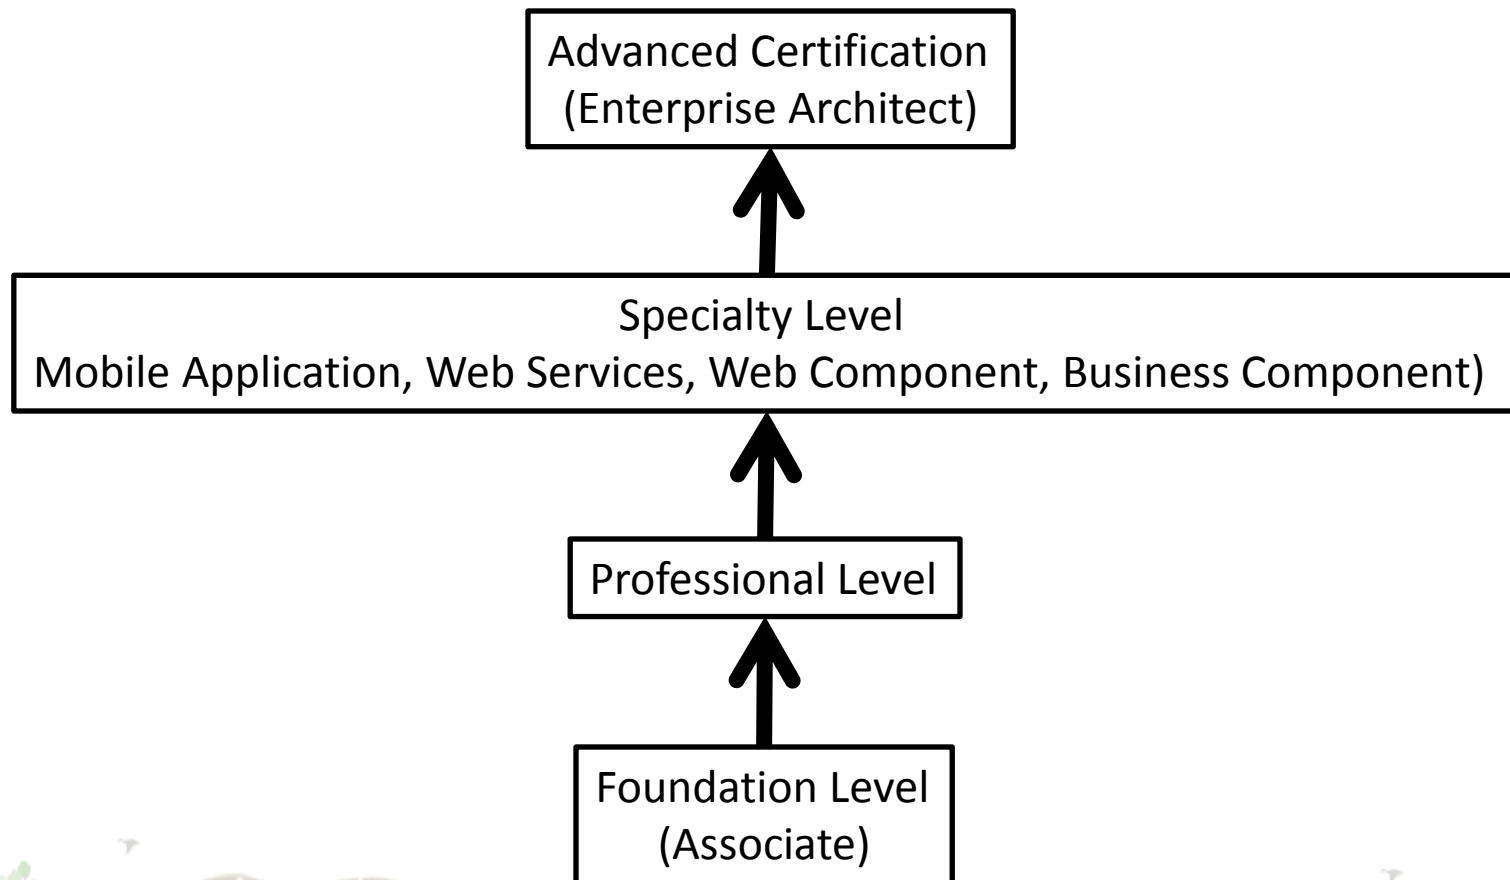 Advanced Certification
(Enterprise Architect)
Specialty Level
Mobile Application, Web Services, Web Component, Business Component)
Professional Level
Foundation Level
(Associate)